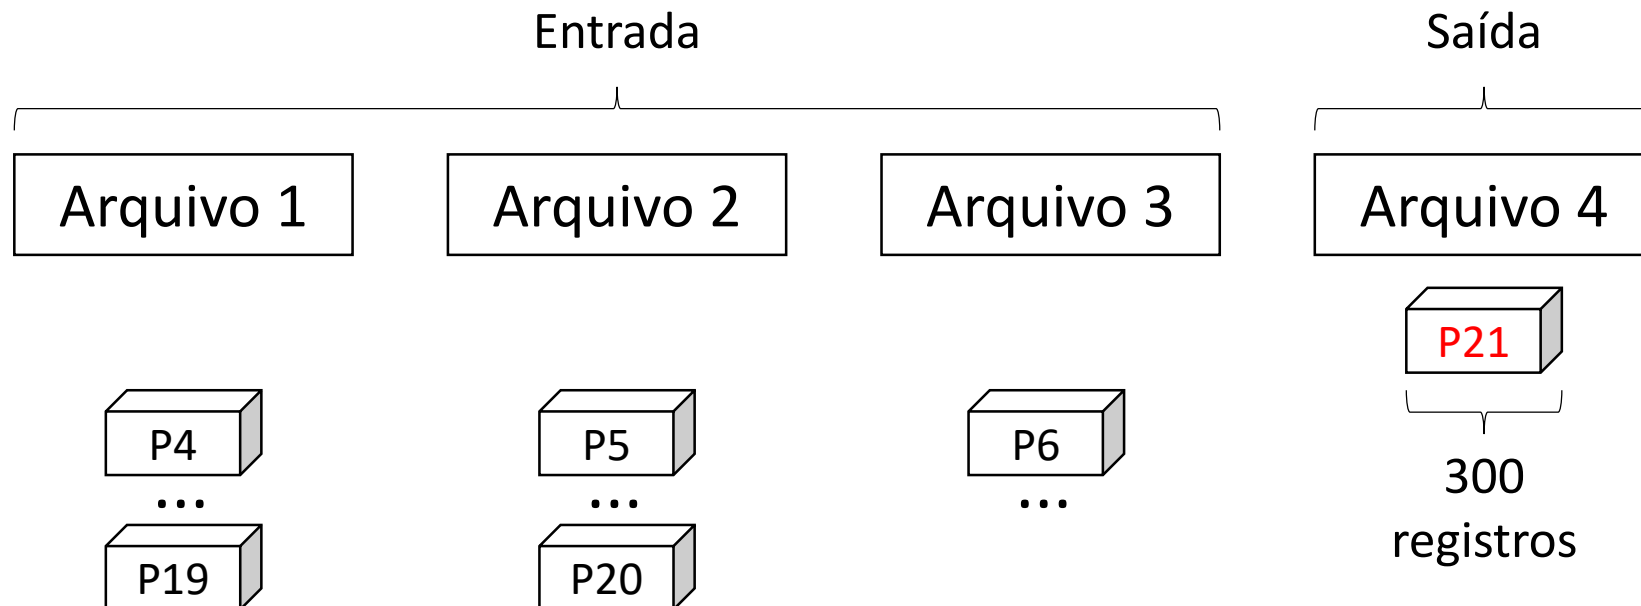 Entrada
Saída
Arquivo 1
Arquivo 2
Arquivo 3
Arquivo 4
P21
P4
P5
P6
...
...
...
300
registros
P19
P20